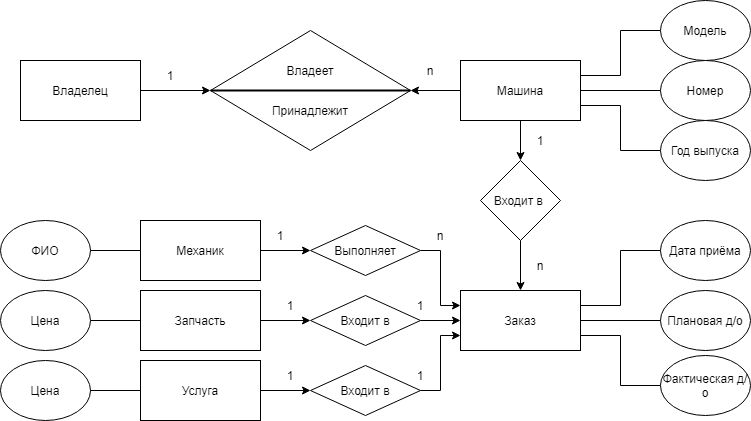 Модель
1
Владеет
n
Владелец
Машина
Номер
Принадлежит
1
Год выпуска
Входит в
ФИО
Механик
1
Выполняет
n
n
Дата приёма
Цена
Запчасть
1
Входит в
1
Заказ
Плановая д/о
Цена
Услуга
1
Входит в
1
Фактическая д/
о